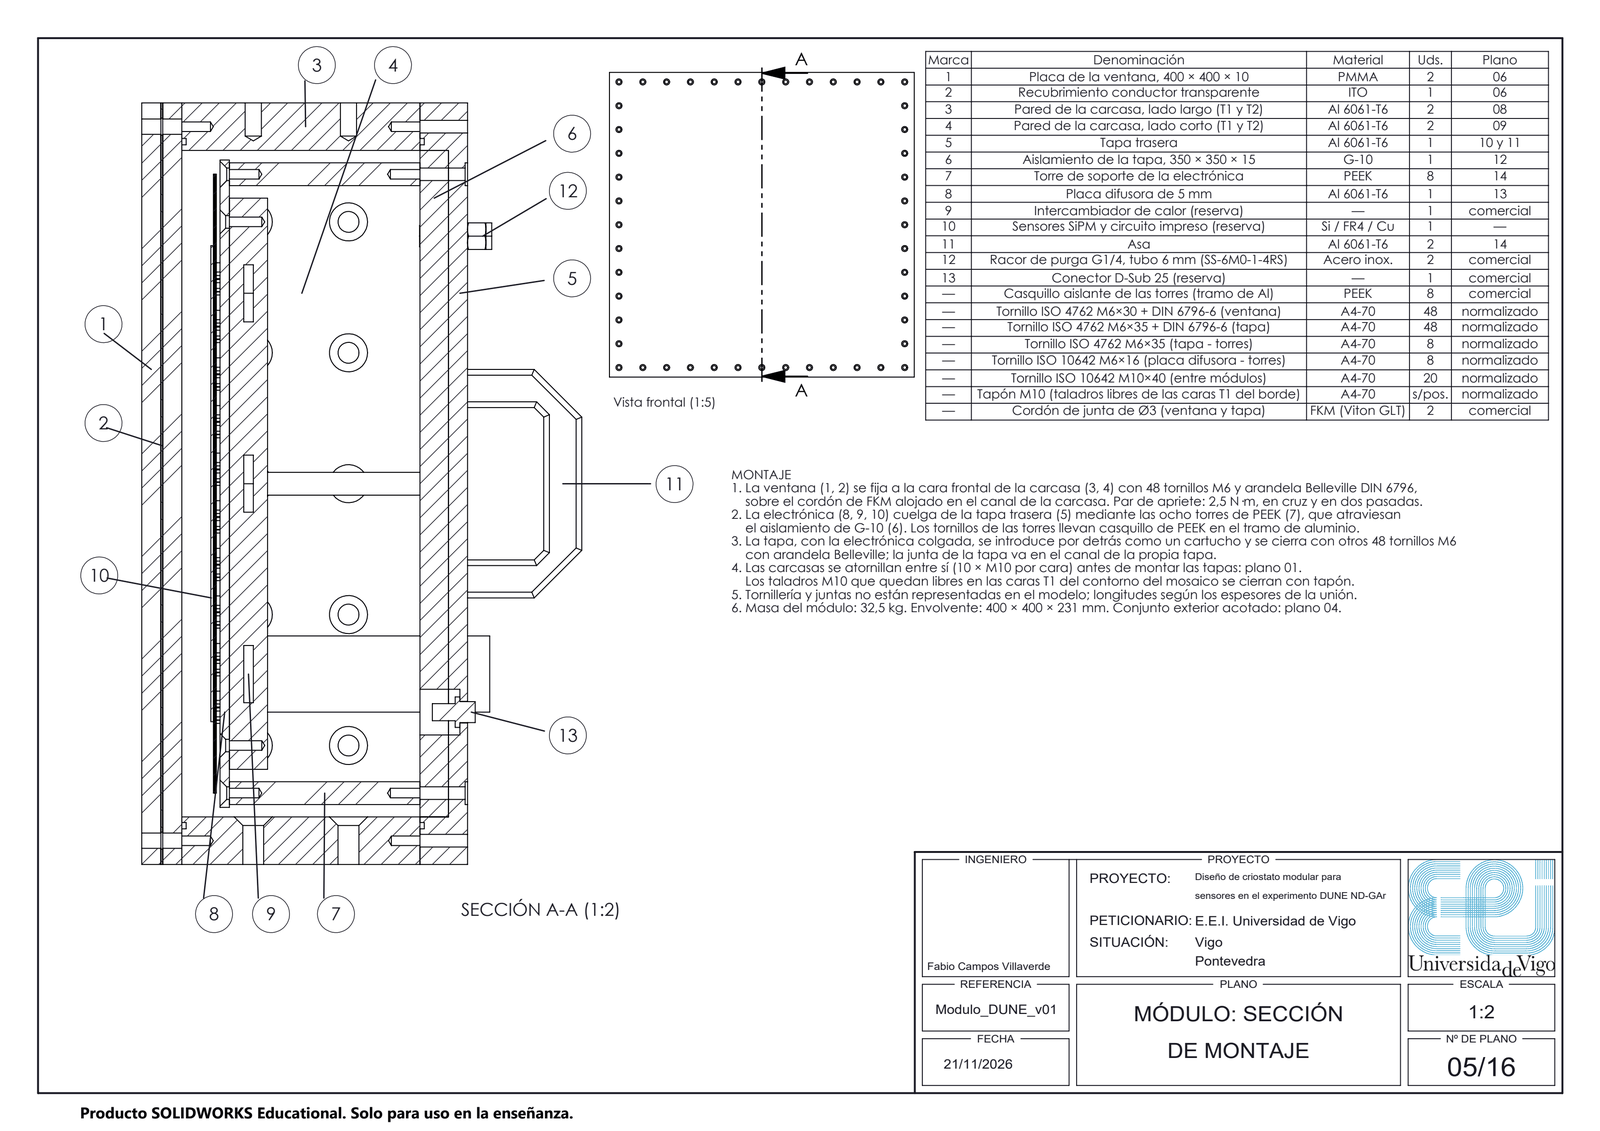 3
4
6
12
5
1
2
11
10
13
8
9
7
SECCIÓN A-A (1:2)
A
A
Vista frontal (1:5)
Marca Denominación Material Uds. Plano
1 Placa de la ventana, 400 × 400 × 10 PMMA 2 06
2 Recubrimiento conductor transparente ITO 1 06
3 Pared de la carcasa, lado largo (T1 y T2) Al 6061-T6 2 08
4 Pared de la carcasa, lado corto (T1 y T2) Al 6061-T6 2 09
5 Tapa trasera Al 6061-T6 1 10 y 11
6 Aislamiento de la tapa, 350 × 350 × 15 G-10 1 12
7 Torre de soporte de la electrónica PEEK 8 14
8 Placa difusora de 5 mm Al 6061-T6 1 13
9 Intercambiador de calor (reserva) — 1 comercial
10 Sensores SiPM y circuito impreso (reserva) Si / FR4 / Cu 1 —
11 Asa Al 6061-T6 2 14
12 Racor de purga G1/4, tubo 6 mm (SS-6M0-1-4RS) Acero inox. 2 comercial
13 Conector D-Sub 25 (reserva) — 1 comercial
— Casquillo aislante de las torres (tramo de Al) PEEK 8 comercial
— Tornillo ISO 4762 M6×30 + DIN 6796-6 (ventana) A4-70 48 normalizado
— Tornillo ISO 4762 M6×35 + DIN 6796-6 (tapa) A4-70 48 normalizado
— Tornillo ISO 4762 M6×35 (tapa - torres) A4-70 8 normalizado
— Tornillo ISO 10642 M6×16 (placa difusora - torres) A4-70 8 normalizado
— Tornillo ISO 10642 M10×40 (entre módulos) A4-70 20 normalizado
— Tapón M10 (taladros libres de las caras T1 del borde) A4-70 s/pos. normalizado
— Cordón de junta de Ø3 (ventana y tapa) FKM (Viton GLT) 2 comercial
MONTAJE
1. La ventana (1, 2) se fija a la cara frontal de la carcasa (3, 4) con 48 tornillos M6 y arandela Belleville DIN 6796,
sobre el cordón de FKM alojado en el canal de la carcasa. Par de apriete: 2,5 N m, en cruz y en dos pasadas.
2. La electrónica (8, 9, 10) cuelga de la tapa trasera (5) mediante las ocho torres de PEEK (7), que atraviesan
el aislamiento de G-10 (6). Los tornillos de las torres llevan casquillo de PEEK en el tramo de aluminio.
3. La tapa, con la electrónica colgada, se introduce por detrás como un cartucho y se cierra con otros 48 tornillos M6
con arandela Belleville; la junta de la tapa va en el canal de la propia tapa.
4. Las carcasas se atornillan entre sí (10 × M10 por cara) antes de montar las tapas: plano 01.
Los taladros M10 que quedan libres en las caras T1 del contorno del mosaico se cierran con tapón.
5. Tornillería y juntas no están representadas en el modelo; longitudes según los espesores de la unión.
6. Masa del módulo: 32,5 kg. Envolvente: 400 × 400 × 231 mm. Conjunto exterior acotado: plano 04.
INGENIERO
Fabio Campos Villaverde
REFERENCIA
Modulo_DUNE_v01
FECHA
21/11/2026
PROYECTO
PROYECTO: Diseño de criostato modular para
sensores en el experimento DUNE ND-GAr
PETICIONARIO: E.E.I. Universidad de Vigo
SITUACIÓN: Vigo
Pontevedra
PLANO
MÓDULO: SECCIÓN
DE MONTAJE
Universidade Vigo
ESCALA
1:2
Nº DE PLANO
05/16
Producto SOLIDWORKS Educational. Solo para uso en la enseñanza.